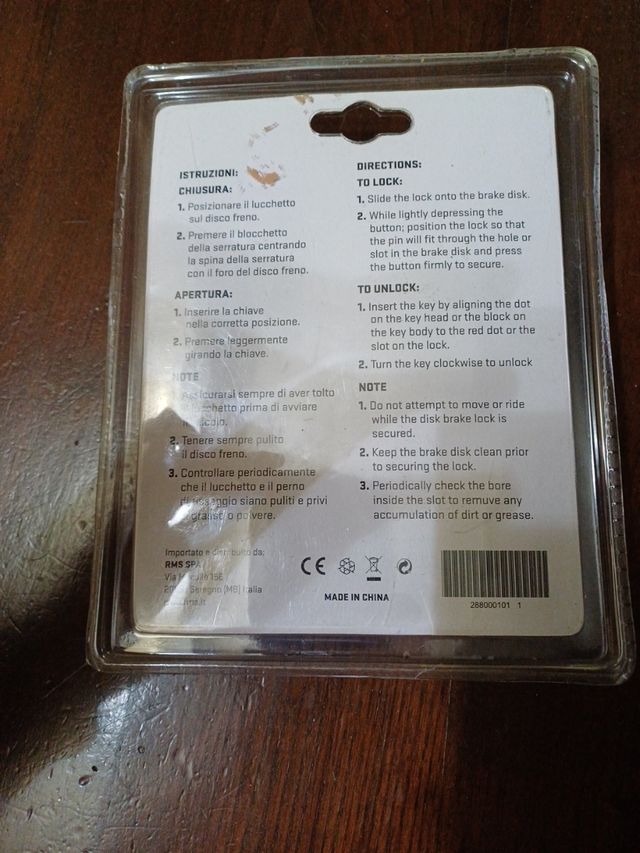 ISTRUZIONI:
CHIUSURA:
1. Posizionare il lucchetto
sul disco freno.
2. Premere il blocchetto
della serratura centrando
la spina della serratura
con il foro del disco freno.
APERTURA:
1. Inserire la chiave
nella corretta posizione.
2. Premere leggermente
girando la chiave.
NOTE
Assicurarsi sempre di aver tolto
il lucchetto prima di avviare
2. Tenere sempre pulito
il disco freno.
3. Controllare periodicamente
che il lucchetto e il perno
siano puliti e privi
o polvere.
Importato e distribuito da:
RMS SPA
Via
Seregno (MB) Italia
DIRECTIONS:
TO LOCK:
1. Slide the lock onto the brake disk.
2. While lightly depressing the
button; position the lock so that
the pin will fit through the hole or
slot in the brake disk and press
the button firmly to secure.
TO UNLOCK:
1. Insert the key by aligning the dot
on the key head or the block on
the key body to the red dot or the
slot on the lock.
2. Turn the key clockwise to unlock
NOTE
1. Do not attempt to move or ride
while the disk brake lock is
secured.
2. Keep the brake disk clean prior
to securing the lock.
3. Periodically check the bore
inside the slot to remuve any
accumulation of dirt or grease.
CE
MADE IN CHINA
288000101 1